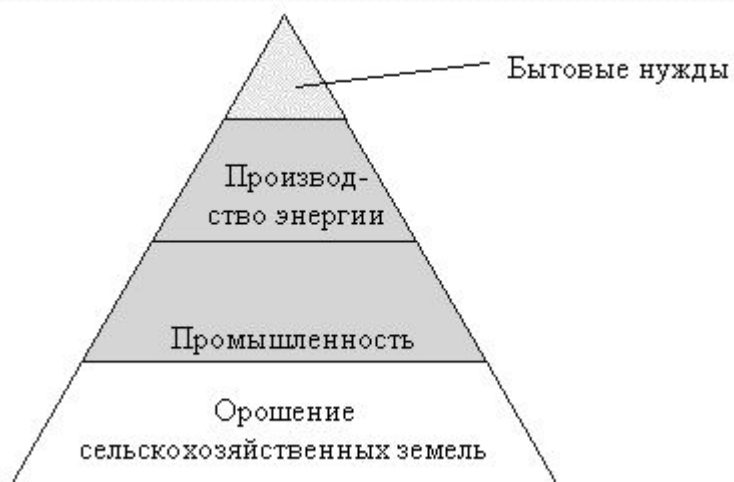 Бытовые нужды
Производ-
ство энергии
Промышленность
Орошение
сельскохозяйственных земель